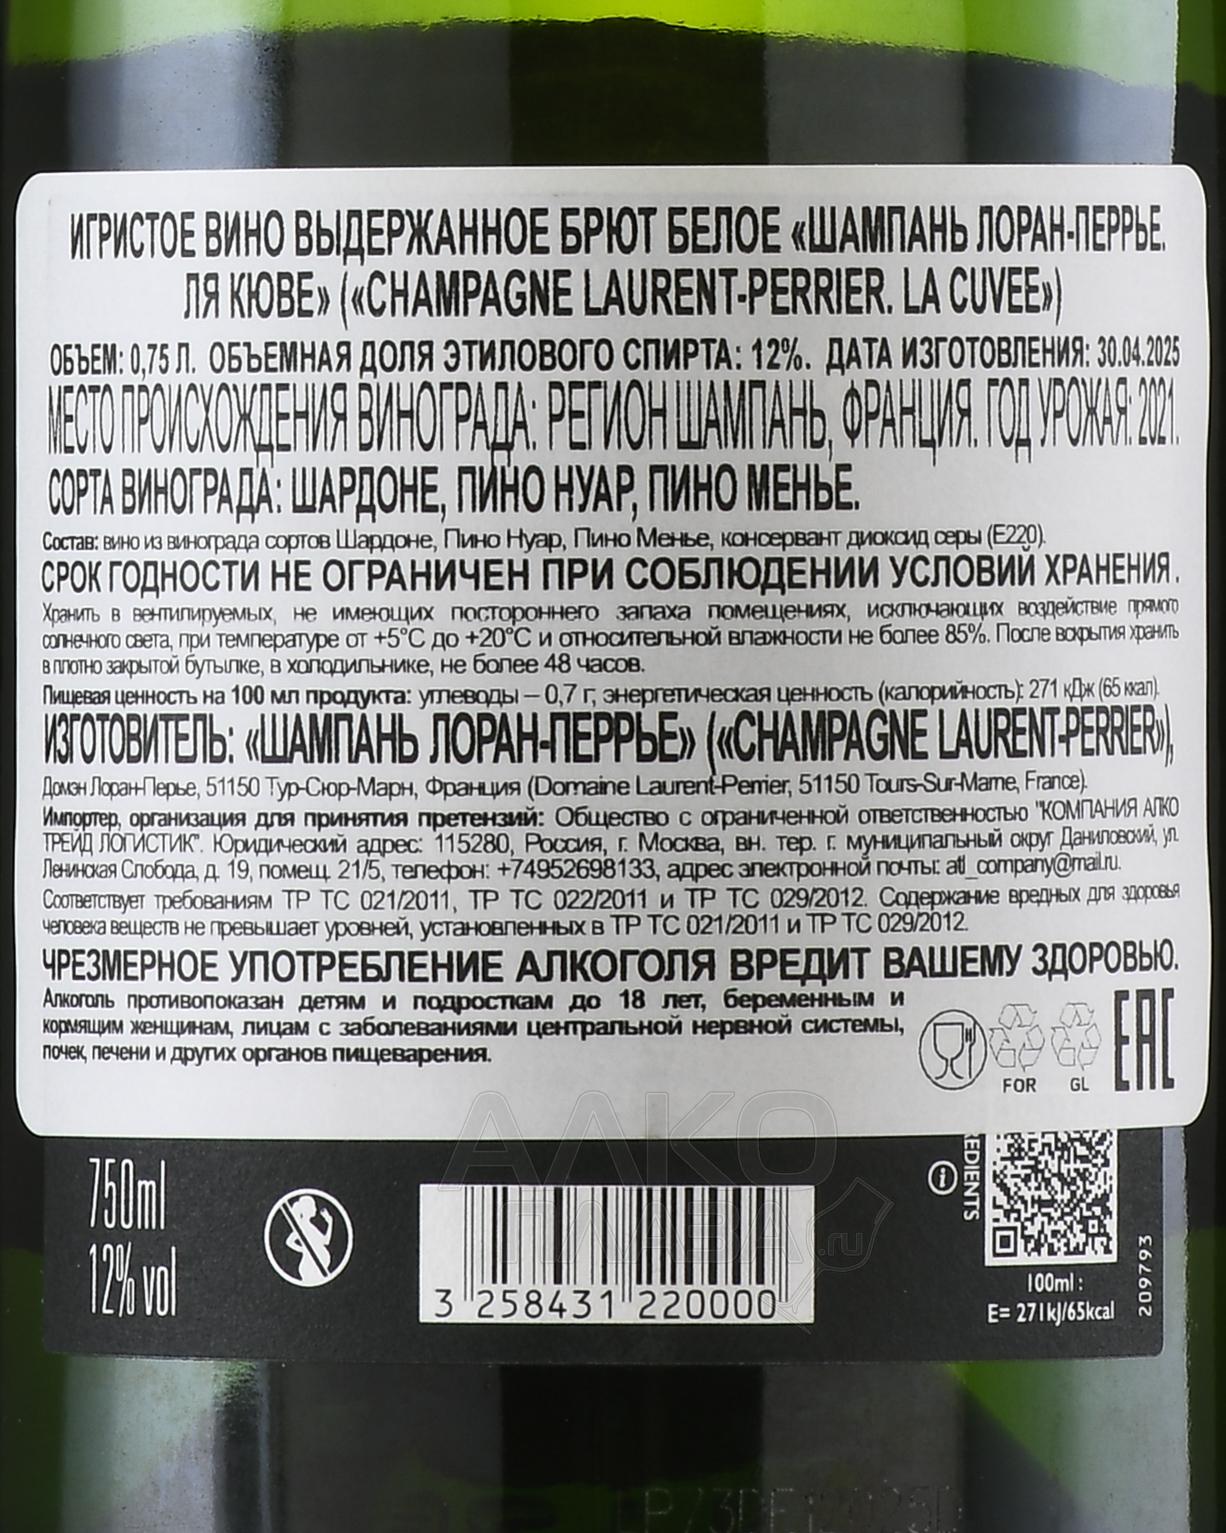 ИГРИСТОЕ ВИНО ВЫДЕРЖАННОЕ БРЮТ БЕЛОЕ «ШАМПАНЬ ЛОРАН-ПЕРРЬЕ.
ЛЯ КЮВЕ» («CHAMPAGNE LAURENT-PERRIER. LA CUVEE»)
ОБЪЕМ: 0,75 Л. ОБЪЕМНАЯ ДОЛЯ ЭТИЛОВОГО СПИРТА: 12%. ДАТА ИЗГОТОВЛЕНИЯ: 30.04.2025
МЕСТО ПРОИСХОЖДЕНИЯ ВИНОГРАДА: РЕГИОН ШАМПАНЬ, ФРАНЦИЯ. ГОД УРОЖАЯ: 2021.
СОРТА ВИНОГРАДА: ШАРДОНЕ, ПИНО НУАР, ПИНО МЕНЬЕ.
Состав: вино из винограда сортов Шардоне, Пино Нуар, Пино Менье, консервант диоксид серы (Е220).
СРОК ГОДНОСТИ НЕ ОГРАНИЧЕН ПРИ СОБЛЮДЕНИИ УСЛОВИЙ ХРАНЕНИЯ.
Хранить в вентилируемых, не имеющих постороннего запаха помещениях, исключающих воздействие прямого
солнечного света, при температуре от +5°С до +20°С и относительной влажности не более 85%. После вскрытия хранить
в плотно закрытой бутылке, в холодильнике, не более 48 часов.
Пищевая ценность на 100 мл продукта: углеводы – 0,7 г, энергетическая ценность (калорийность): 271 кДж (65 ккал).
ИЗГОТОВИТЕЛЬ: «ШАМПАНЬ ЛОРАН-ПЕРРЬЕ» («CHAMPAGNE LAURENT-PERRIER»),
Домэн Лоран-Перье, 51150 Тур-Сюр-Марн, Франция (Domaine Laurent-Perrier, 51150 Tours-Sur-Marne, France).
Импортер, организация для принятия претензий: Общество с ограниченной ответственностью "КОМПАНИЯ АЛКО
ТРЕЙД ЛОГИСТИК". Юридический адрес: 115280, Россия, г. Москва, вн. тер. г. муниципальный округ Даниловский, ул.
Ленинская Слобода, д. 19, помещ. 21/5, телефон: +74952698133, адрес электронной почты: atl_company@mail.ru.
Соответствует требованиям ТР ТС 021/2011, ТР ТС 022/2011 и ТР ТС 029/2012. Содержание вредных для здоровья
человека веществ не превышает уровней, установленных в ТР ТС 021/2011 и ТР ТС 029/2012.
ЧРЕЗМЕРНОЕ УПОТРЕБЛЕНИЕ АЛКОГОЛЯ ВРЕДИТ ВАШЕМУ ЗДОРОВЬЮ.
Алкоголь противопоказан детям и подросткам до 18 лет, беременным и
кормящим женщинам, лицам с заболеваниями центральной нервной системы,
почек, печени и других органов пищеварения.
FOR GL EAC
АЛКО
ПЛАЗА.ru
750ml
12% vol
3 258431 220000
REDIENTS
100ml :
E= 271kJ/65kcal
209793